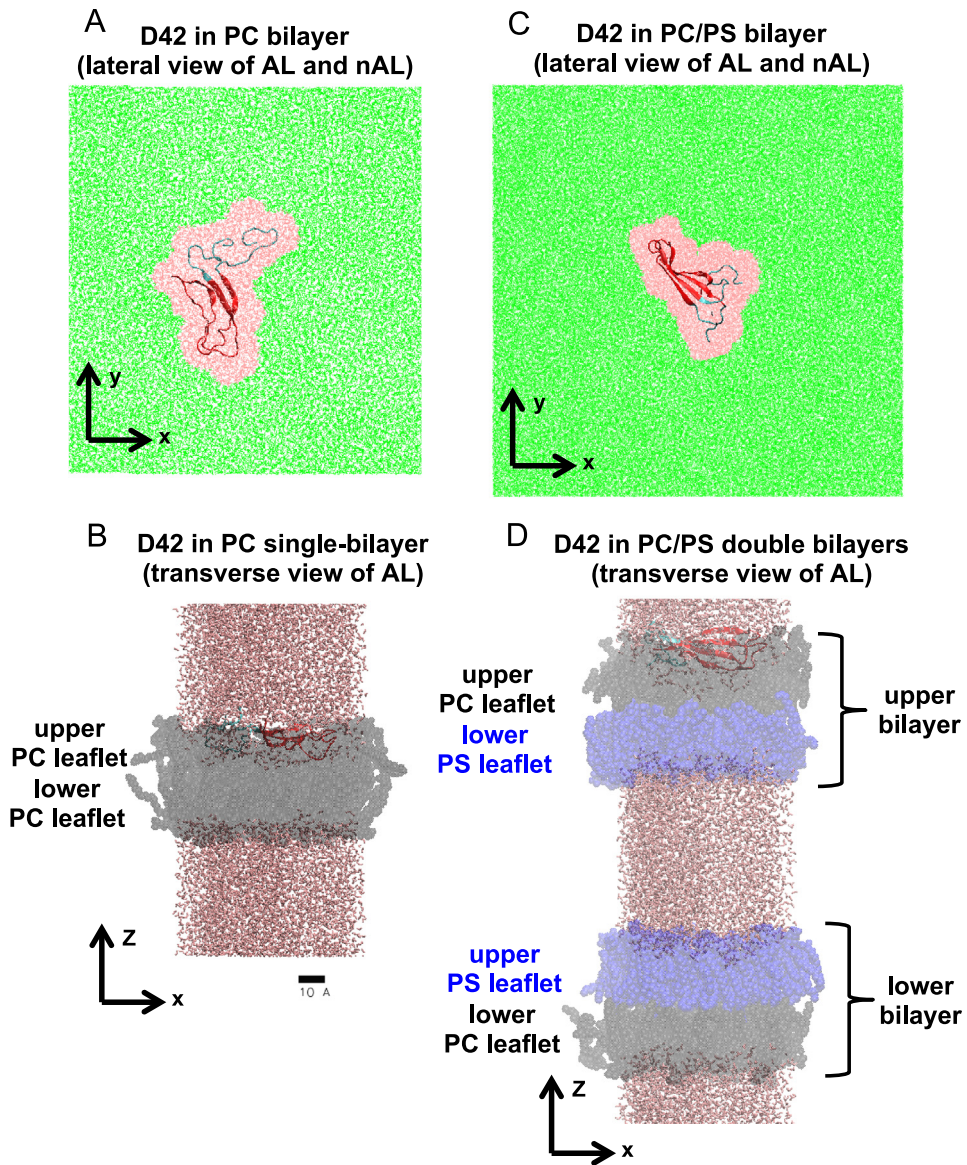 A
D42 in PC bilayer
(lateral view of AL and nAL)
y
x
C
D42 in PC/PS bilayer
(lateral view of AL and nAL)
y
x
B
D42 in PC single-bilayer
(transverse view of AL)
upper
PC leaflet
lower
PC leaflet
Z
x
10 A
D
D42 in PC/PS double bilayers
(transverse view of AL)
upper
PC leaflet
lower
PS leaflet
upper
bilayer
upper
PS leaflet
lower
PC leaflet
lower
bilayer
Z
x